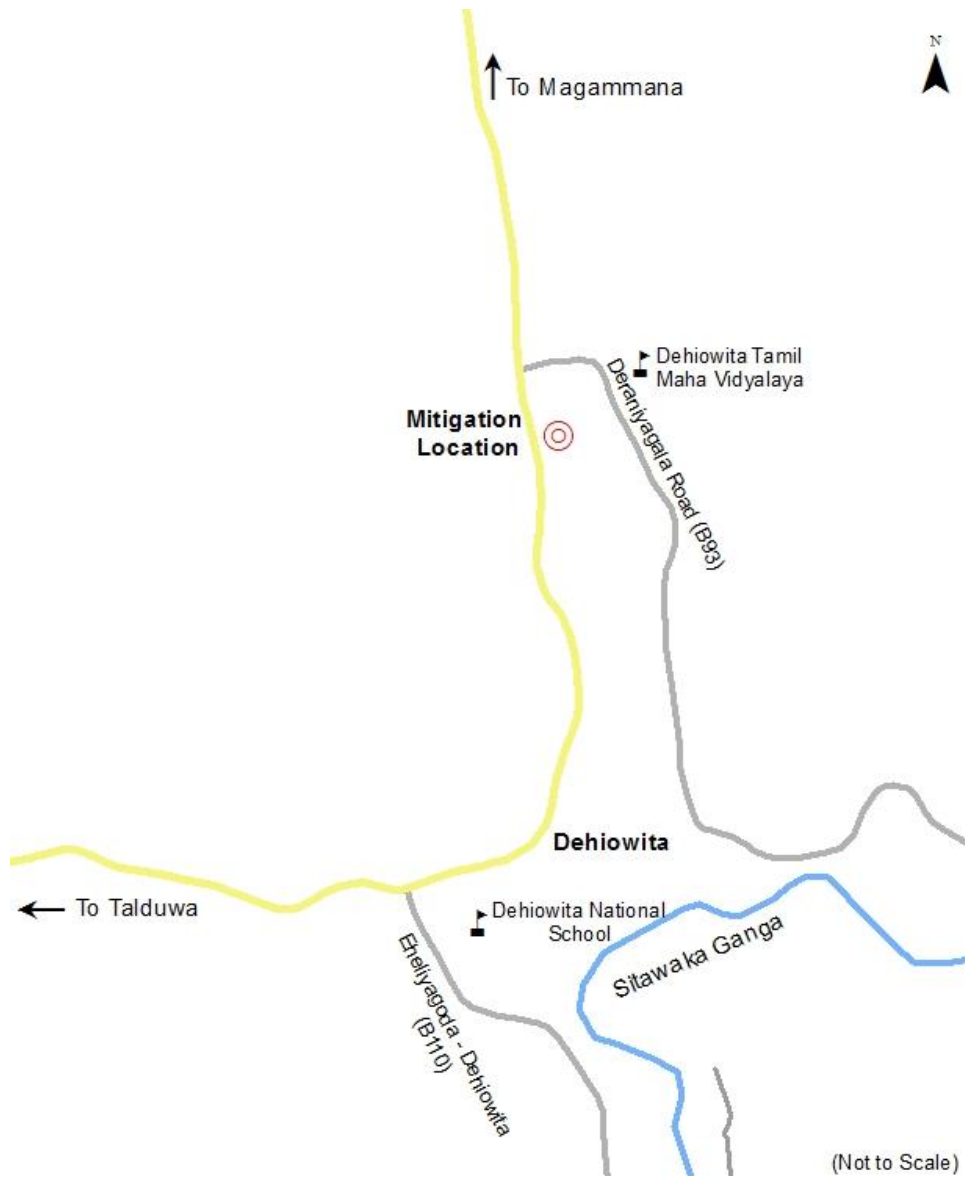 N
To Magammana
Dehiowita Tamil
Maha Vidyalaya
Deraniyagala Road (B93)
Mitigation
Location
Dehiowita
To Talduwa
Dehiowita National
School
Sitawaka Ganga
Eheliyagoda - Dehiowita
(B110)
(Not to Scale)